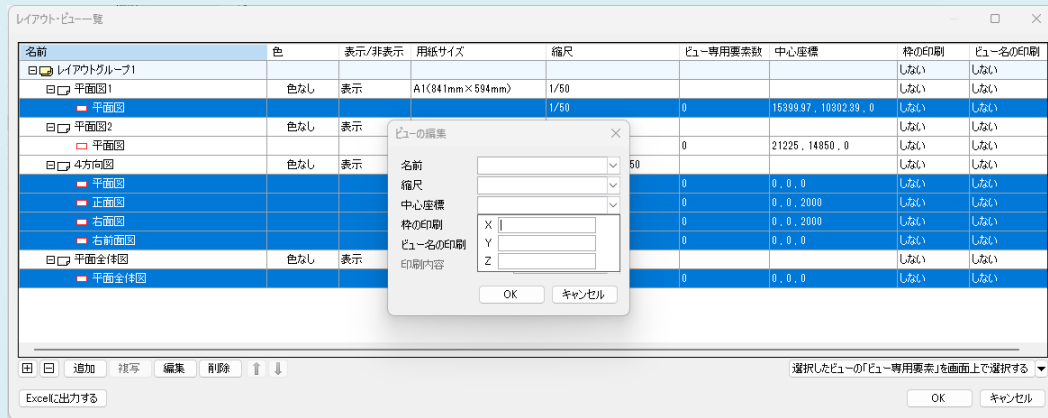 レイアウト・ビュー一覧
名前 色 表示/非表示 用紙サイズ 縮尺 ビュー専用要素数 中心座標 枠の印刷 ビュー名の印刷
レイアウトグループ1 しない しない
平面図1 色なし 表示 A1(841mm×594mm) 1/50 しない しない
平面図 1/50 0 15399.97 , 10302.39 , 0 しない しない
平面図2 色なし 表示 しない しない
平面図 0 21225 , 14850 , 0 しない しない
4方向図 色なし 表示 50 しない しない
平面図 0 0 , 0 , 0 しない しない
正面図 0 0 , 0 , 2000 しない しない
右面図 0 0 , 0 , 2000 しない しない
右前面図 0 0 , 0 , 0 しない しない
平面全体図 色なし 表示 しない しない
平面全体図 0 0 , 0 , 0 しない しない
ビューの編集
名前
縮尺
中心座標
枠の印刷 X
ビュー名の印刷 Y
印刷内容 Z
OK キャンセル
追加 複写 編集 削除 選択したビューの「ビュー専用要素」を画面上で選択する
Excelに出力する OK キャンセル